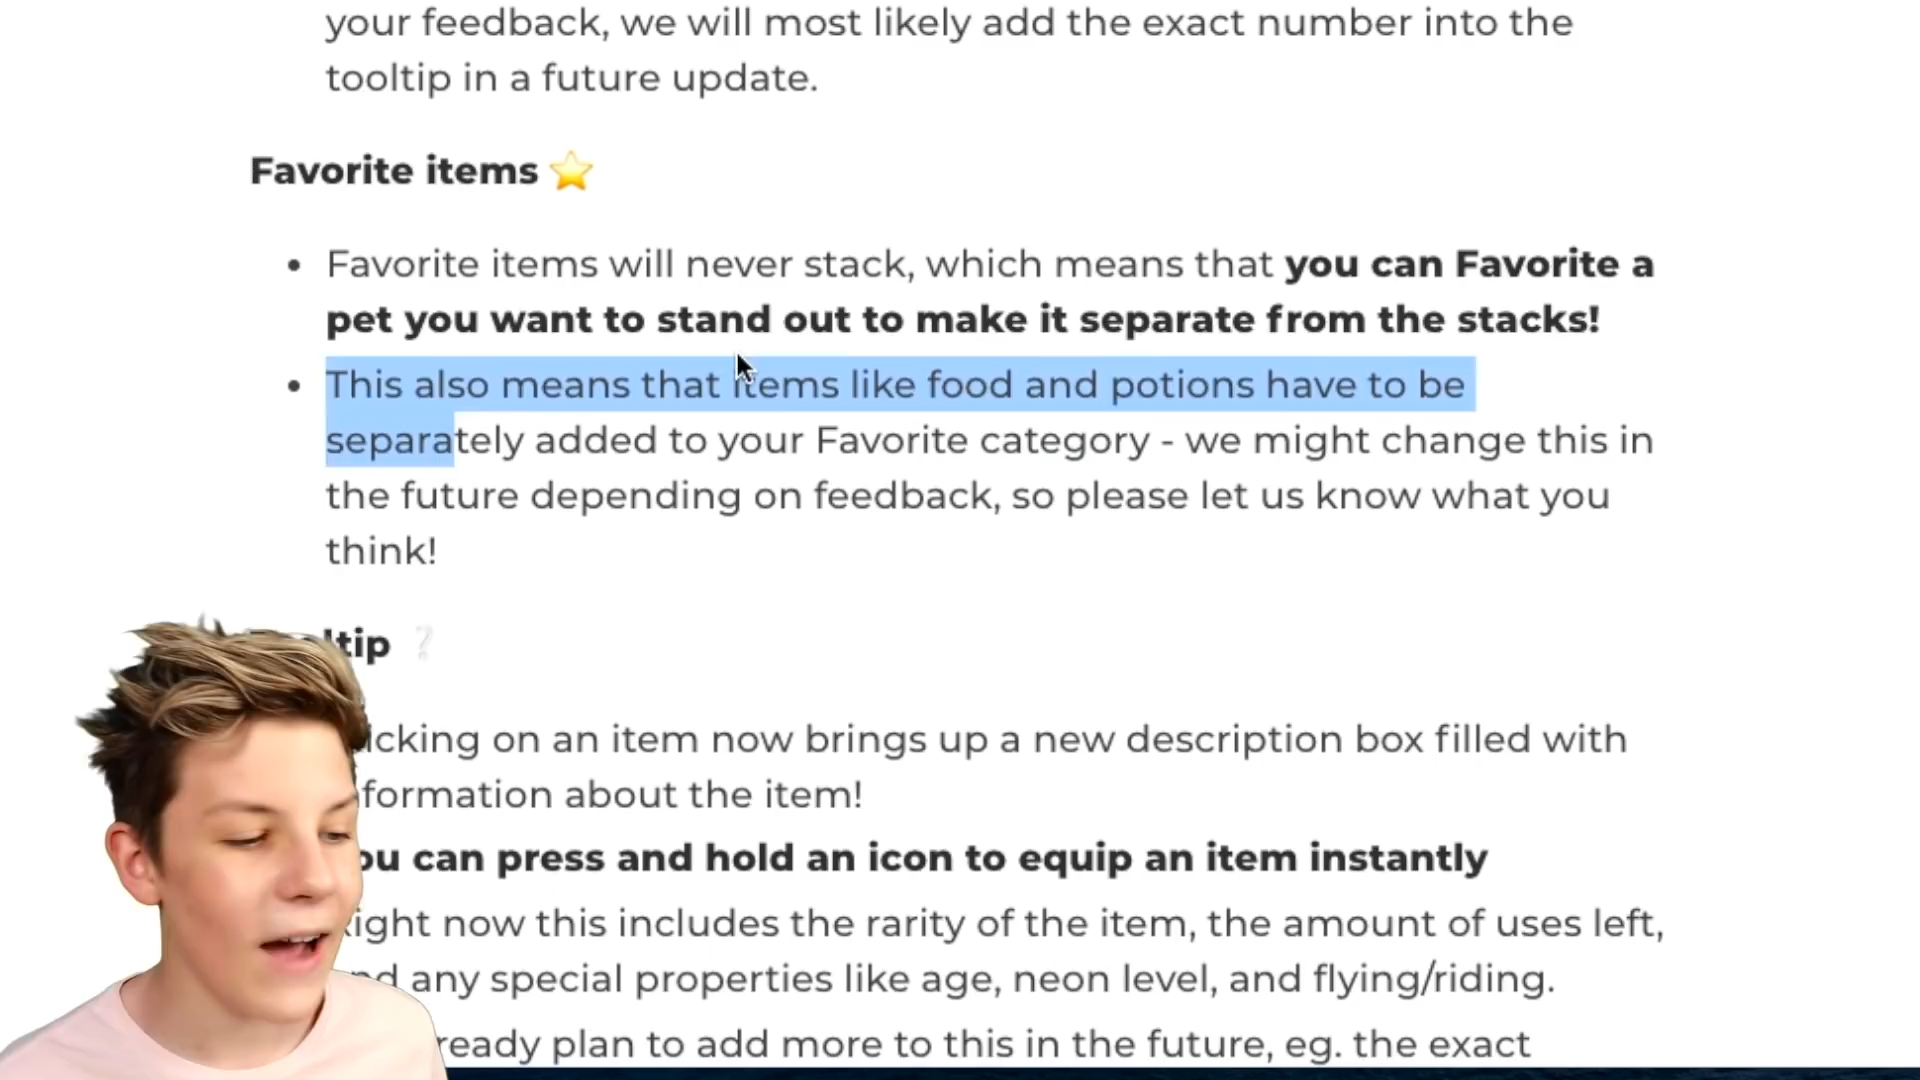 your feedback, we will most likely add the exact number into the
tooltip in a future update.
Favorite items ⭐
• Favorite items will never stack, which means that you can Favorite a
pet you want to stand out to make it separate from the stacks!
• This also means that items like food and potions have to be
separately added to your Favorite category - we might change this in
the future depending on feedback, so please let us know what you
think!
ltip ❔
icking on an item now brings up a new description box filled with
formation about the item!
ou can press and hold an icon to equip an item instantly
ight now this includes the rarity of the item, the amount of uses left,
nd any special properties like age, neon level, and flying/riding.
ready plan to add more to this in the future, eg. the exact